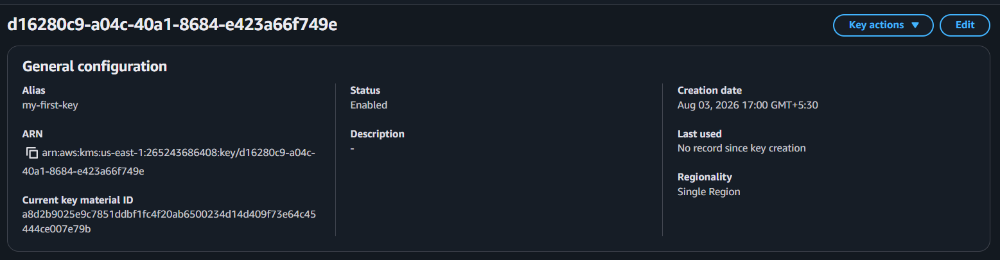 d16280c9-a04c-40a1-8684-e423a66f749e
Key actions
Edit
General configuration
Alias
my-first-key
ARN
arn:aws:kms:us-east-1:265243686408:key/d16280c9-a04c-
40a1-8684-e423a66f749e
Current key material ID
a8d2b9025e9c7851ddbf1fc4f20ab6500234d14d409f73e64c45
444ce007e79b
Status
Enabled
Description
-
Creation date
Aug 03, 2026 17:00 GMT+5:30
Last used
No record since key creation
Regionality
Single Region